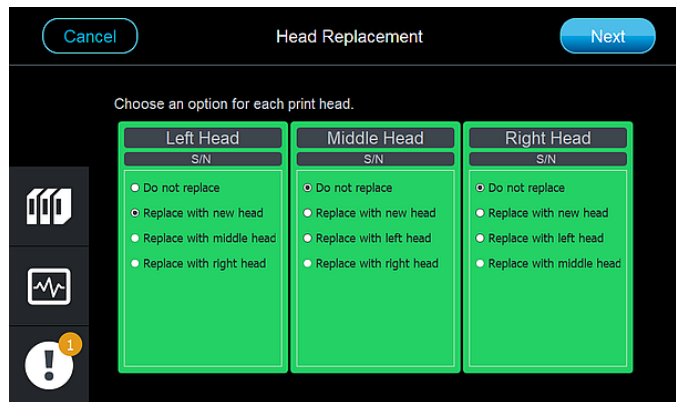 Cancel
Head Replacement
Next
Choose an option for each print head.
Left Head
S/N
Do not replace
Replace with new head
Replace with middle head
Replace with right head
Middle Head
S/N
Do not replace
Replace with new head
Replace with left head
Replace with right head
Right Head
S/N
Do not replace
Replace with new head
Replace with left head
Replace with middle head
1